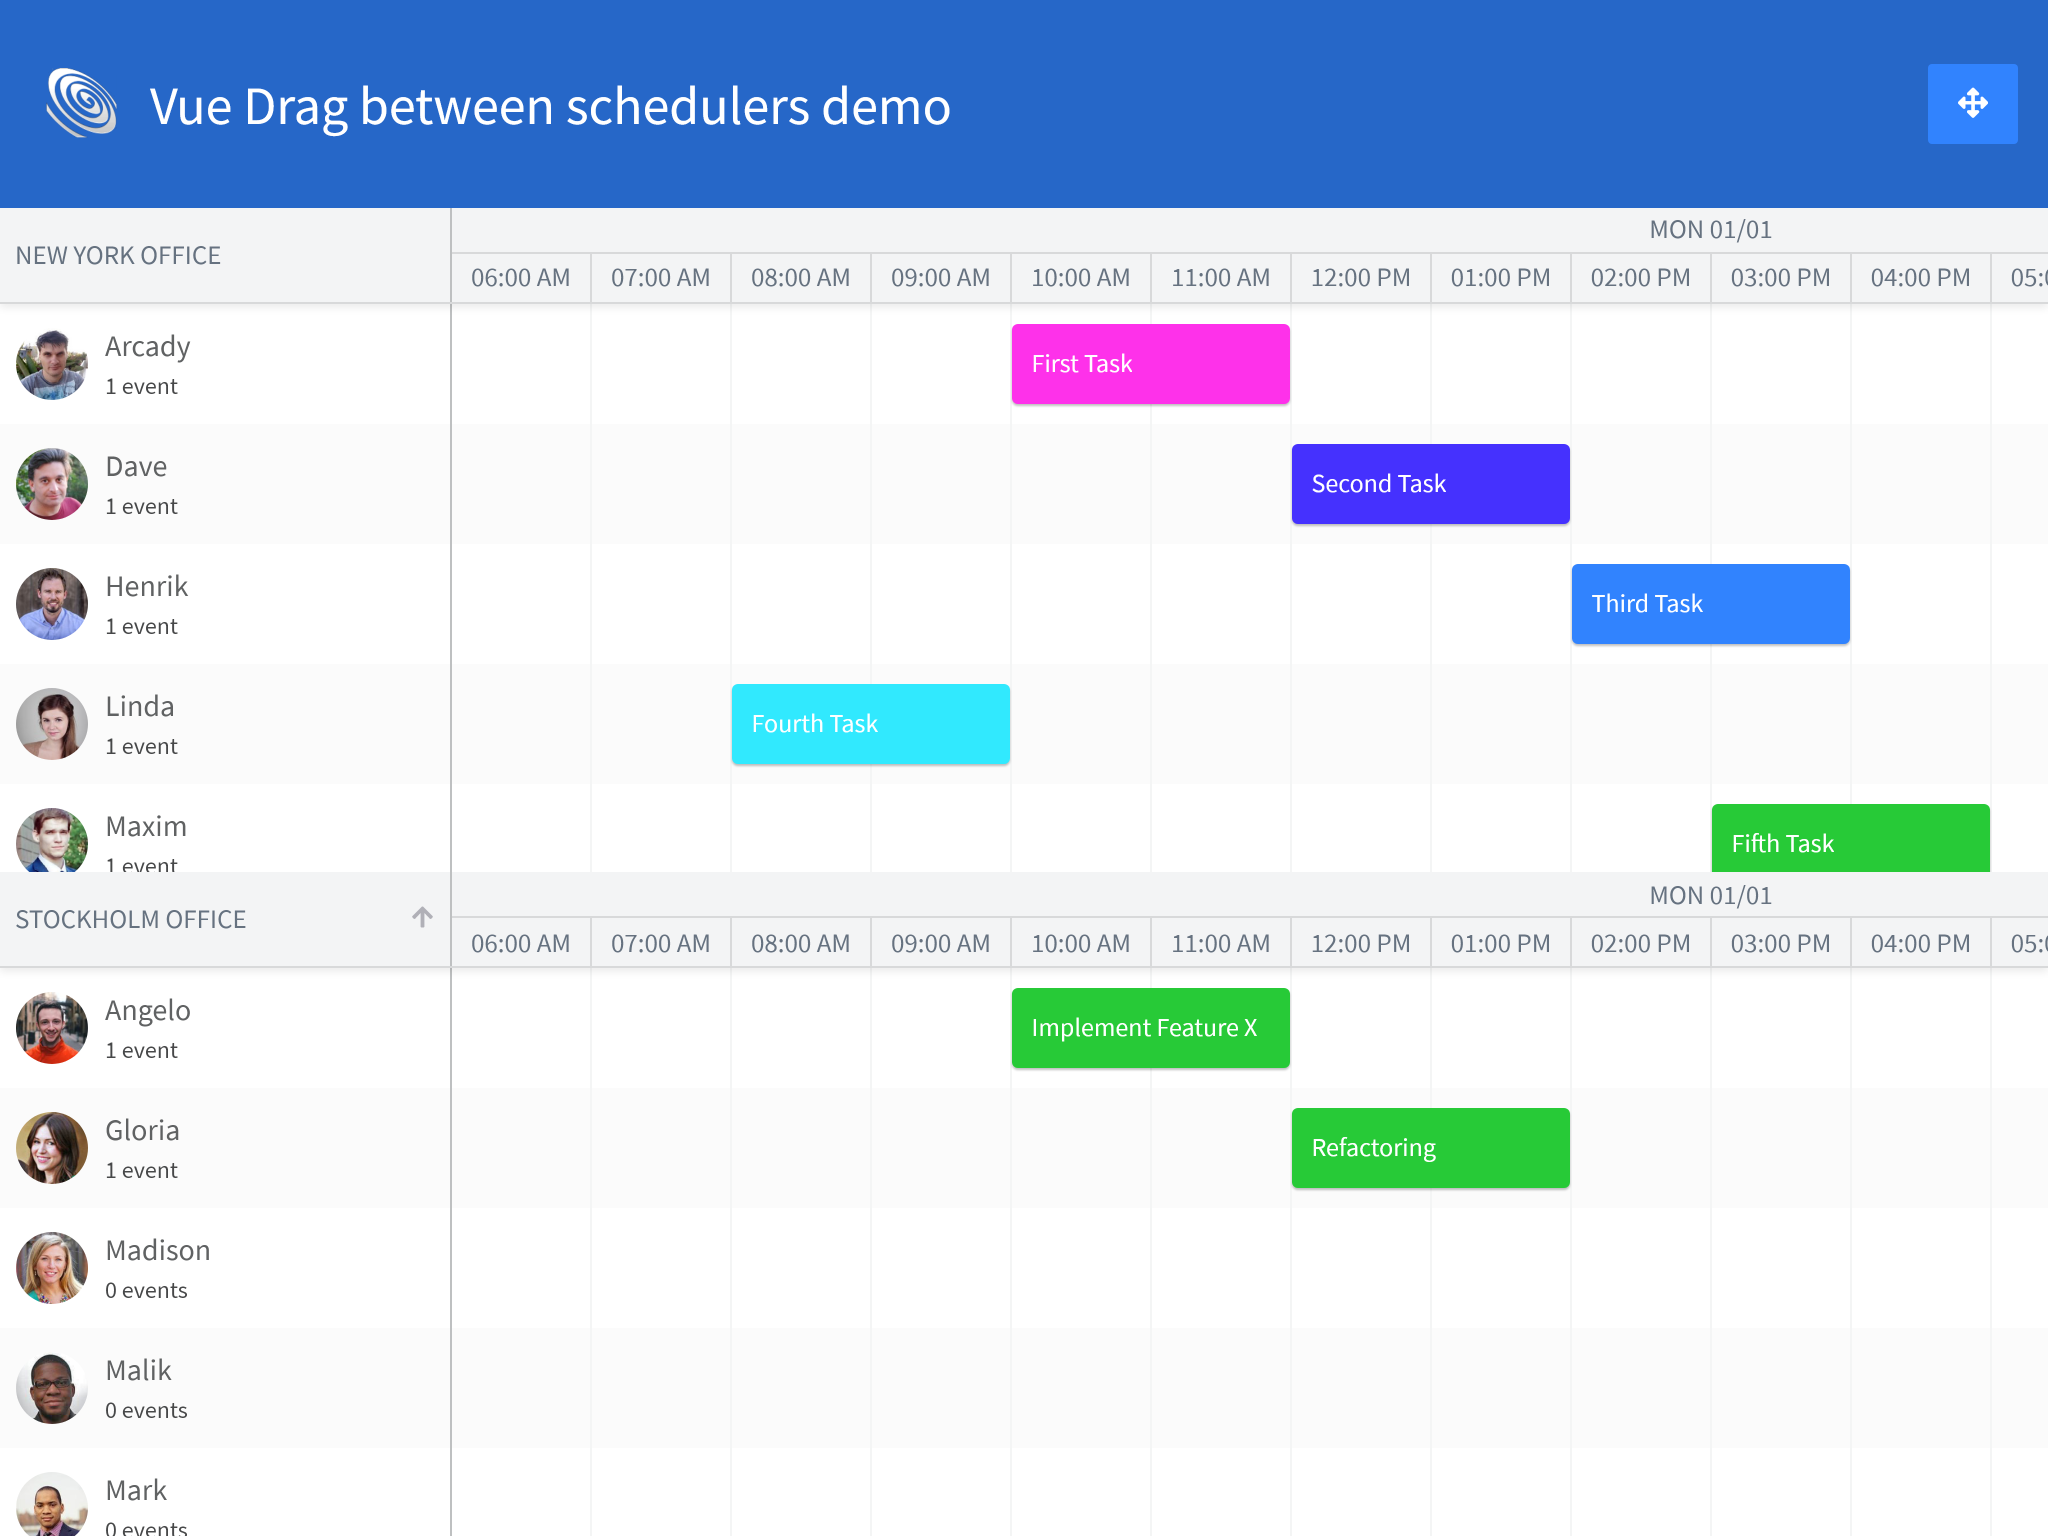 Vue Drag between schedulers demo
NEW YORK OFFICE
MON 01/01
06:00 AM 07:00 AM 08:00 AM 09:00 AM 10:00 AM 11:00 AM 12:00 PM 01:00 PM 02:00 PM 03:00 PM 04:00 PM
Arcady
1 event
First Task
Dave
1 event
Second Task
Henrik
1 event
Third Task
Linda
1 event
Fourth Task
Maxim
1 event
Fifth Task
STOCKHOLM OFFICE
MON 01/01
06:00 AM 07:00 AM 08:00 AM 09:00 AM 10:00 AM 11:00 AM 12:00 PM 01:00 PM 02:00 PM 03:00 PM 04:00 PM
Angelo
1 event
Implement Feature X
Gloria
1 event
Refactoring
Madison
0 events
Malik
0 events
Mark
0 events